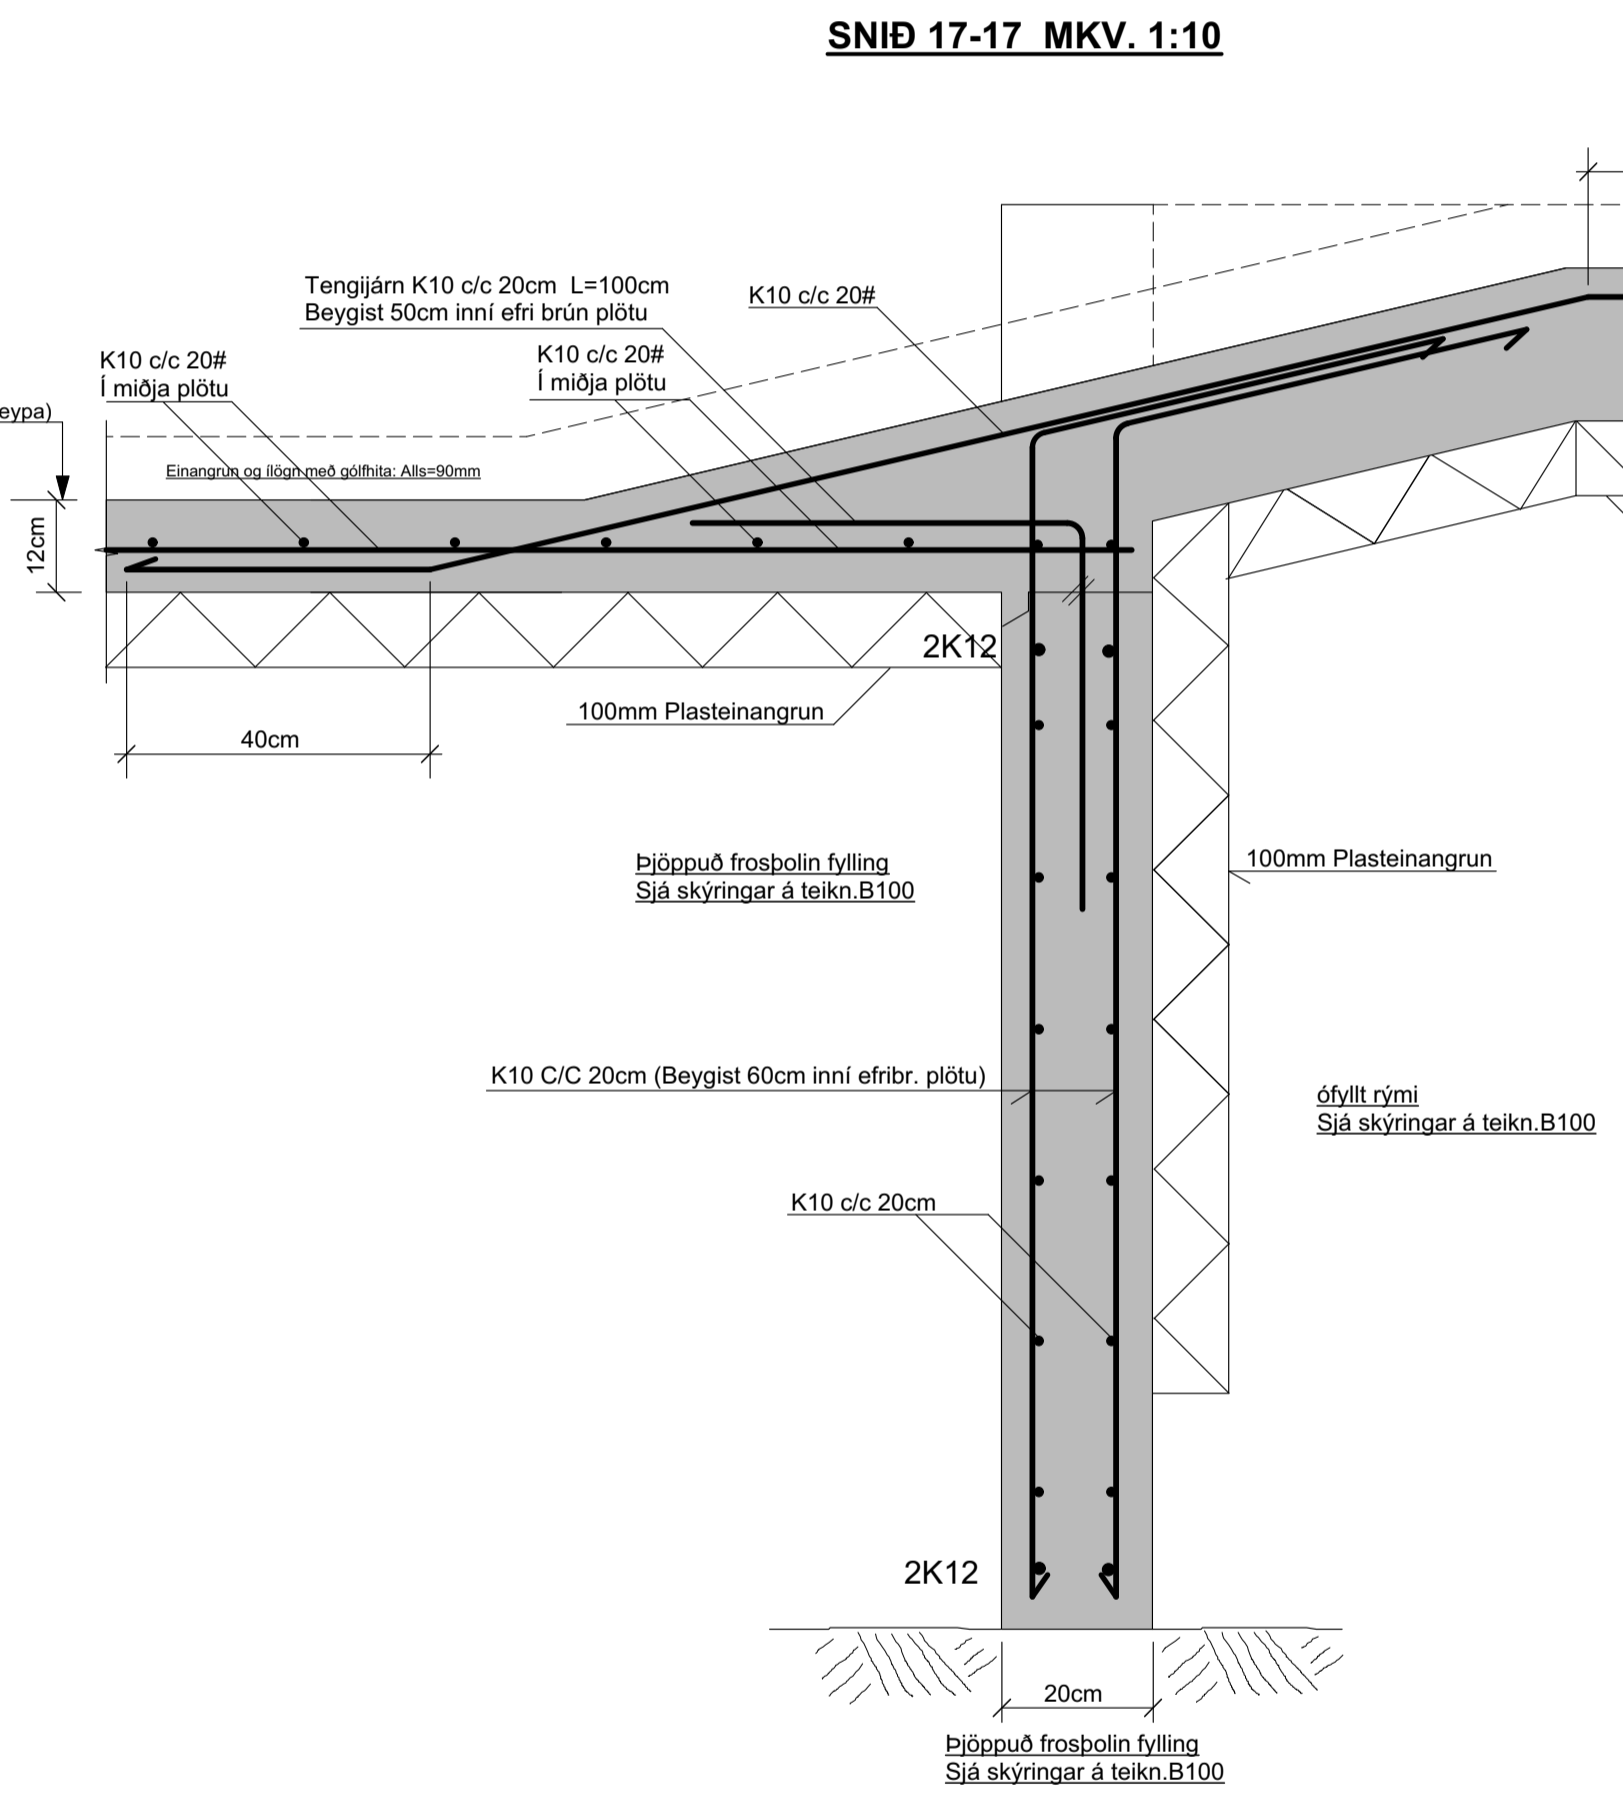 SNIÐ 17-17 MKV. 1:10
Tengijárn K10 c/c 20cm L=100cm
Beygist 50cm inní efri brún plötu
K10 c/c 20#
K10 c/c 20#
Í miðja plötu
K10 c/c 20#
Í miðja plötu
eypa)
Einangrun og ílögn með gólfhita: Alls=90mm
12cm
2K12
100mm Plasteinangrun
40cm
Þjöppuð frosþolin fylling
Sjá skýringar á teikn.B100
100mm Plasteinangrun
K10 C/C 20cm (Beygist 60cm inní efribr. plötu)
ófyllt rými
Sjá skýringar á teikn.B100
K10 c/c 20cm
2K12
20cm
Þjöppuð frosþolin fylling
Sjá skýringar á teikn.B100